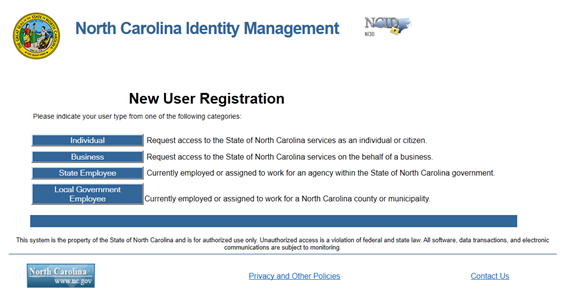 North Carolina Identity Management
NCID
NCID
New User Registration
Please indicate your user type from one of the following categories:
Individual Request access to the State of North Carolina services as an individual or citizen.
Business Request access to the State of North Carolina services on the behalf of a business.
State Employee Currently employed or assigned to work for an agency within the State of North Carolina government.
Local Government
Employee Currently employed or assigned to work for a North Carolina county or municipality.
This system is the property of the State of North Carolina and is for authorized use only. Unauthorized access is a violation of federal and state law. All software, data transactions, and electronic
communications are subject to monitoring.
North Carolina
www.nc.gov
Privacy and Other Policies
Contact Us